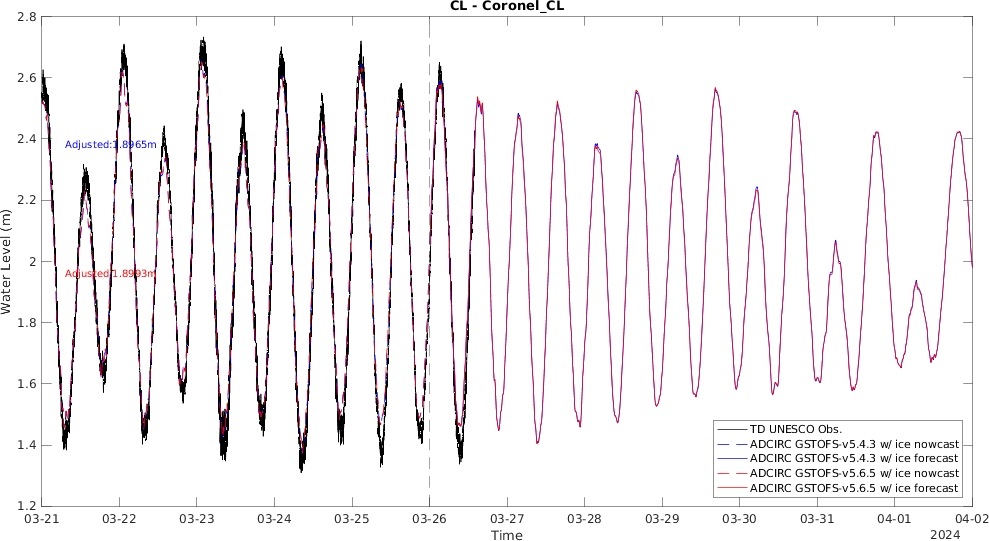 CL - Coronel_CL
2.8
2.6
2.4
2.2
2
1.8
1.6
1.4
1.2
Water Level (m)
Adjusted:1.8965m
Adjusted:1.8993m
TD UNESCO Obs.
ADCIRC GSTOFS-v5.4.3 w/ ice nowcast
ADCIRC GSTOFS-v5.4.3 w/ ice forecast
ADCIRC GSTOFS-v5.6.5 w/ ice nowcast
ADCIRC GSTOFS-v5.6.5 w/ ice forecast
03-21 03-22 03-23 03-24 03-25 03-26 03-27 03-28 03-29 03-30 03-31 04-01 04-02
Time
2024